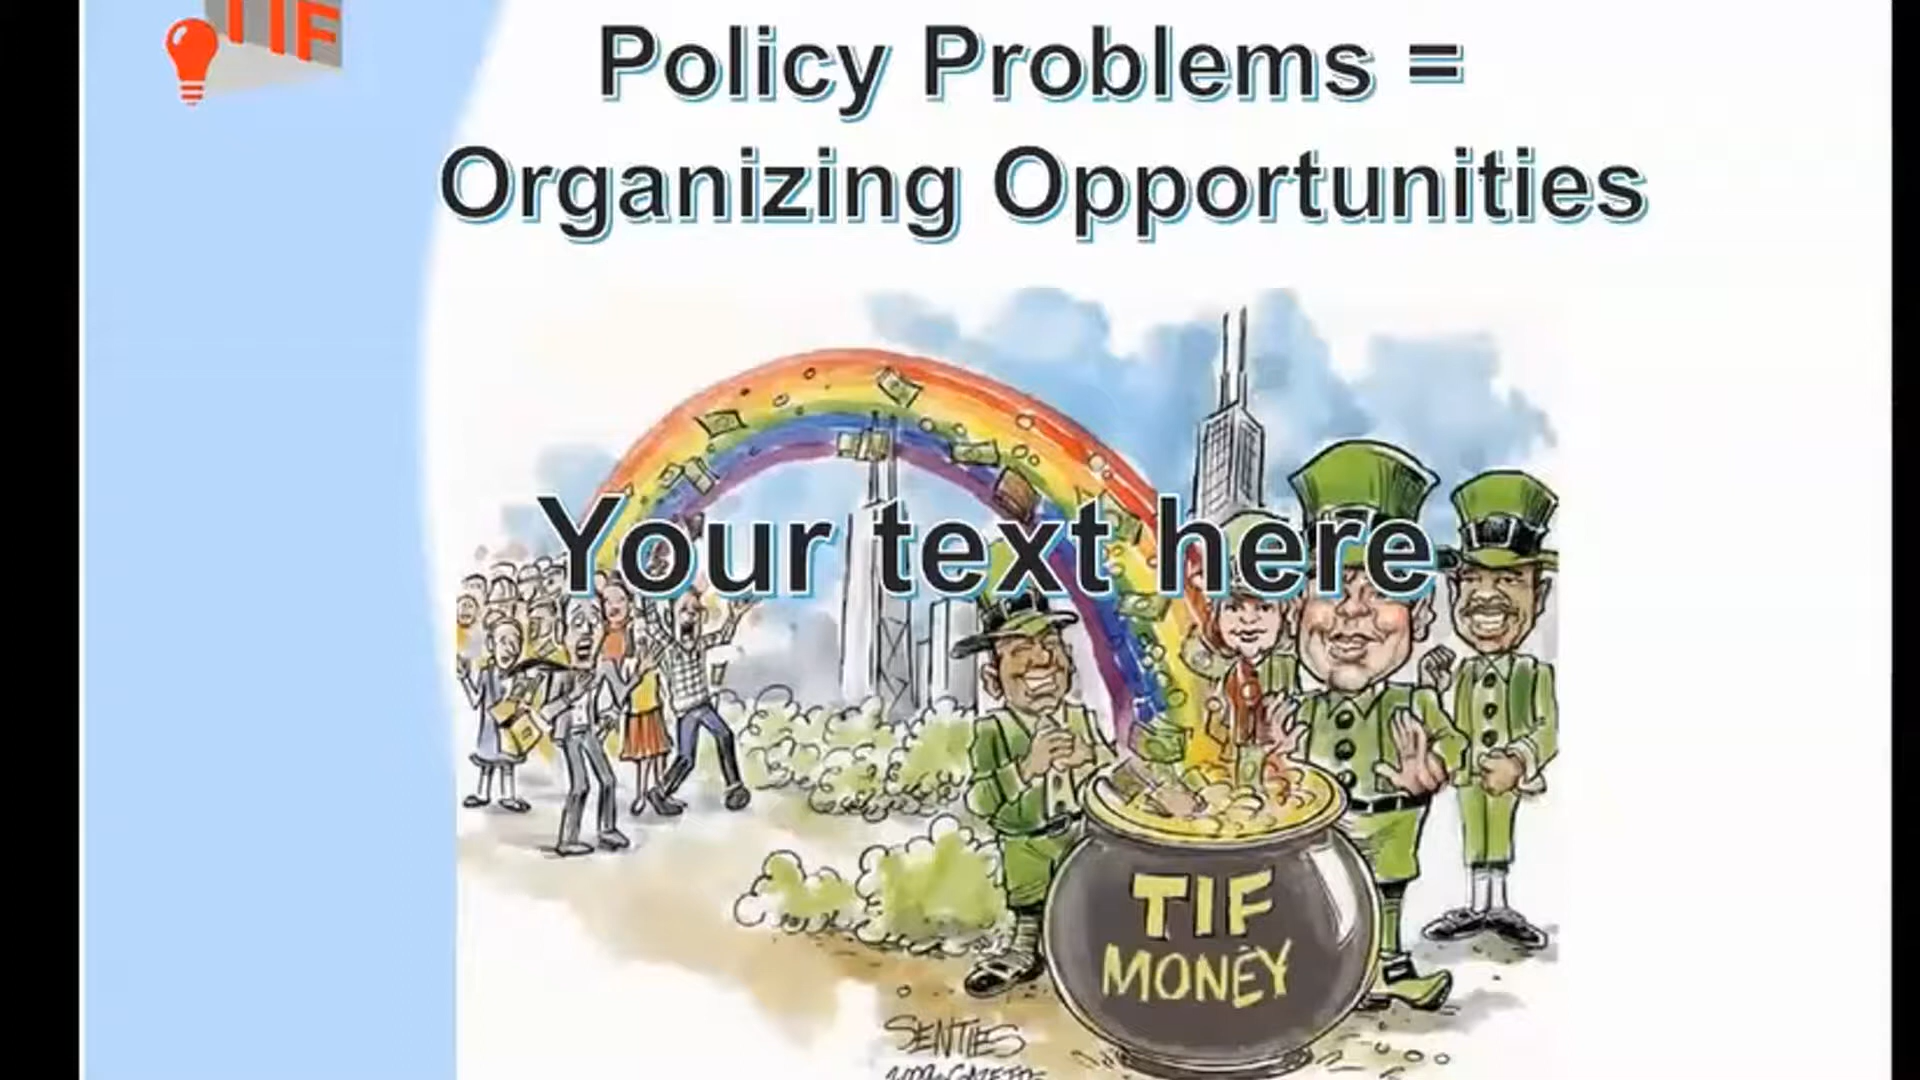 TIF
Policy Problems =
Organizing Opportunities
Your text here
TIF
MONEY
SENTIES